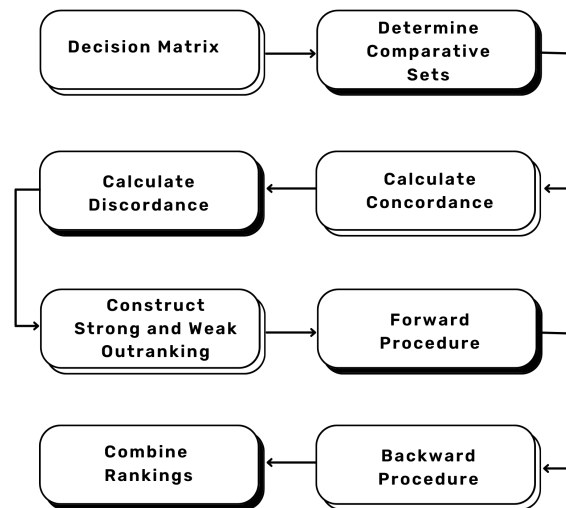 Decision Matrix
Determine
Comparative
Sets
Calculate
Discordance
Calculate
Concordance
Construct
Strong and Weak
Outranking
Forward
Procedure
Combine
Rankings
Backward
Procedure